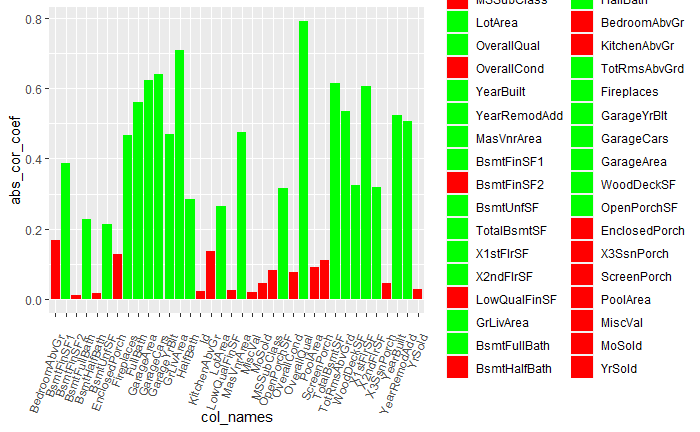 0.8
0.6
0.4
0.2
0.0
abs_cor_coef
BedroomAbvGr
BsmtFinSF1
BsmtFinSF2
BsmtFullBath
BsmtHalfBath
BsmtUnfSF
EnclosedPorch
Fireplaces
FullBath
GarageArea
GarageCars
GarageYrBlt
GrLivArea
HalfBath
Id
KitchenAbvGr
LotArea
LowQualFinSF
MasVnrArea
MiscVal
MoSold
MSSubClass
OpenPorchSF
OverallCond
OverallQual
PoolArea
ScreenPorch
TotalBsmtSF
TotRmsAbvGrd
WoodDeckSF
X1stFlrSF
X2ndFlrSF
X3SsnPorch
YearBuilt
YearRemodAdd
YrSold
col_names
MSSubClass
LotArea
OverallQual
OverallCond
YearBuilt
YearRemodAdd
MasVnrArea
BsmtFinSF1
BsmtFinSF2
BsmtUnfSF
TotalBsmtSF
X1stFlrSF
X2ndFlrSF
LowQualFinSF
GrLivArea
BsmtFullBath
BsmtHalfBath
HalfBath
BedroomAbvGr
KitchenAbvGr
TotRmsAbvGrd
Fireplaces
GarageYrBlt
GarageCars
GarageArea
WoodDeckSF
OpenPorchSF
EnclosedPorch
X3SsnPorch
ScreenPorch
PoolArea
MiscVal
MoSold
YrSold